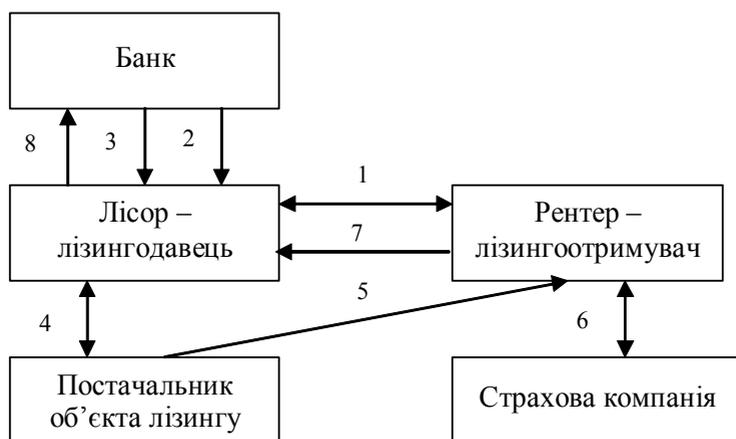 Банк
8
3
2
1
Лісор –
лізингодавець
Рентер –
лізингоотримувач
7
5
4
6
Постачальник
об’єкта лізингу
Страхова компанія